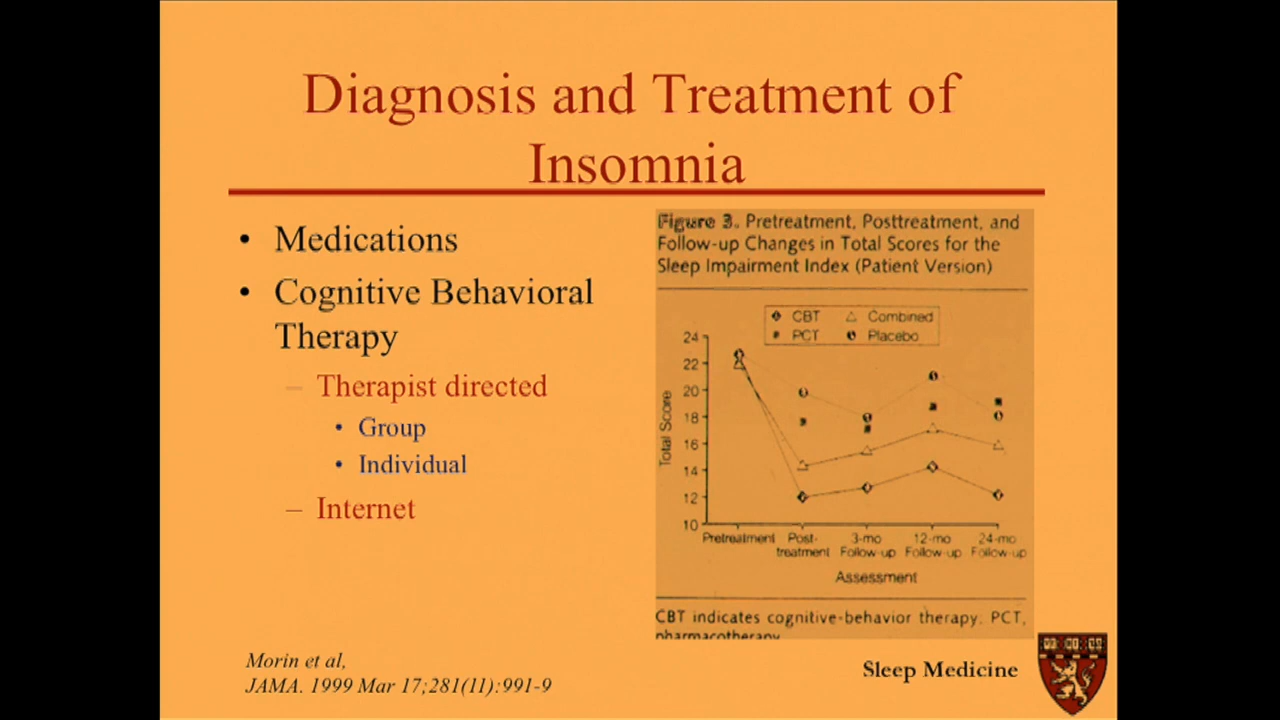 Diagnosis and Treatment of
Insomnia
• Medications
• Cognitive Behavioral
Therapy
– Therapist directed
• Group
• Individual
– Internet
Figure 3. Pretreatment, Posttreatment, and
Follow-up Changes in Total Scores for the
Sleep Impairment Index (Patient Version)
CBT Combined
PCT Placebo
24
22
20
18
16
14
12
10
Total Score
Pretreatment Post- 3-mo 12-mo 24-mo
treatment Follow-up Follow-up Follow-up
Assessment
CBT indicates cognitive-behavior therapy; PCT,
pharmacotherapy
Morin et al,
JAMA. 1999 Mar 17;281(11):991-9
Sleep Medicine